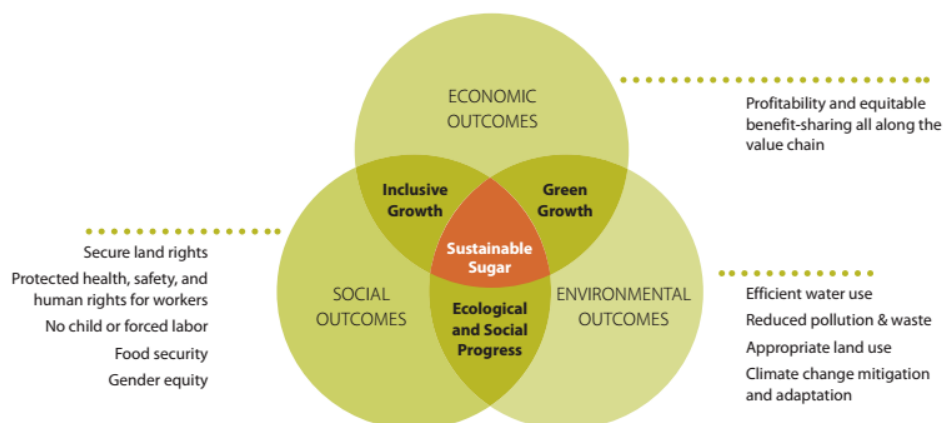 ECONOMIC
OUTCOMES
Profitability and equitable
benefit-sharing all along the
value chain
Inclusive
Growth
Green
Growth
Sustainable
Sugar
Secure land rights
Protected health, safety, and
human rights for workers
No child or forced labor
Food security
Gender equity
SOCIAL
OUTCOMES
Ecological
and Social
Progress
ENVIRONMENTAL
OUTCOMES
Efficient water use
Reduced pollution & waste
Appropriate land use
Climate change mitigation
and adaptation